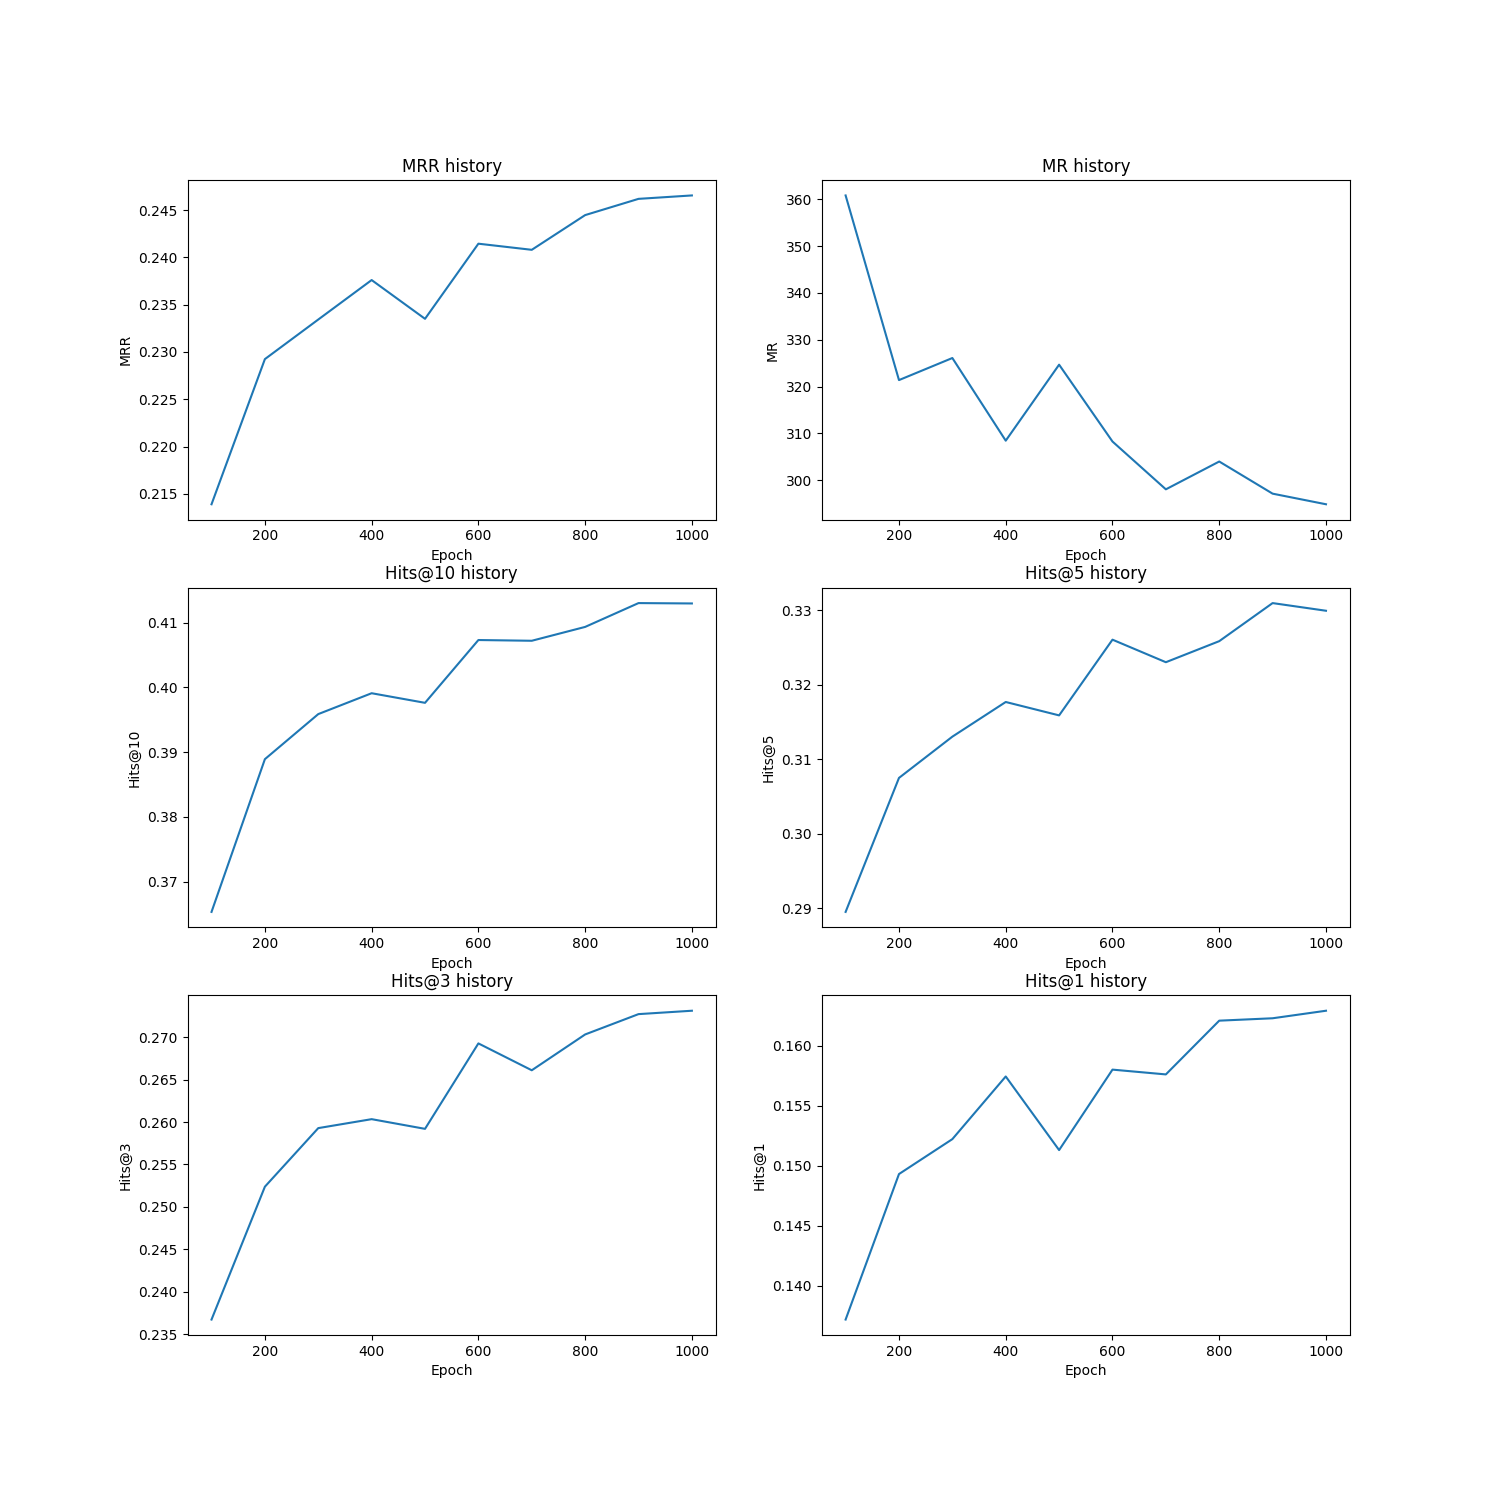 MRR history
0.245
0.240
0.235
0.230
0.225
0.220
0.215
MRR
200 400 600 800 1000
Epoch
MR history
360
350
340
330
320
310
300
MR
200 400 600 800 1000
Epoch
Hits@10 history
0.41
0.40
0.39
0.38
0.37
Hits@10
200 400 600 800 1000
Epoch
Hits@5 history
0.33
0.32
0.31
0.30
0.29
Hits@5
200 400 600 800 1000
Epoch
Hits@3 history
0.270
0.265
0.260
0.255
0.250
0.245
0.240
0.235
Hits@3
200 400 600 800 1000
Epoch
Hits@1 history
0.160
0.155
0.150
0.145
0.140
Hits@1
200 400 600 800 1000
Epoch